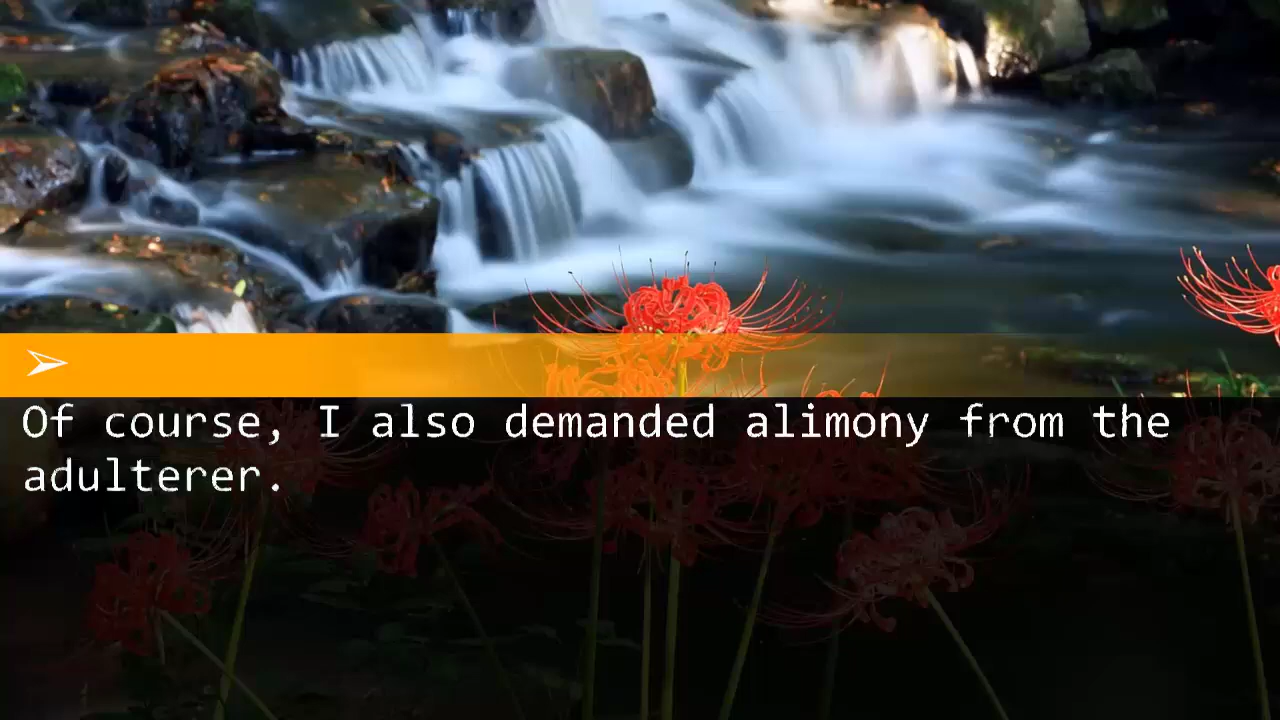 Of course, I also demanded alimony from the
adulterer.